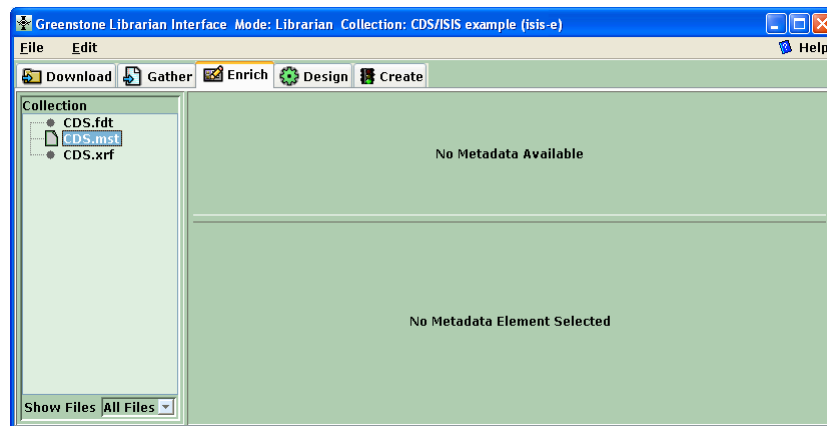 Greenstone Librarian Interface Mode: Librarian Collection: CDS/ISIS example (isis-e)
File Edit Help
Download Gather Enrich Design Create
Collection
CDS.fdt
CDS.mst
CDS.xrf
No Metadata Available
No Metadata Element Selected
Show Files All Files